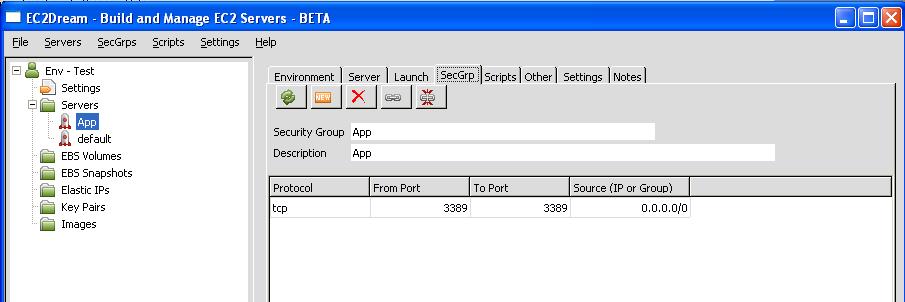 EC2Dream - Build and Manage EC2 Servers - BETA
File Servers SecGrps Scripts Settings Help
Env - Test
Settings
Servers
App
default
EBS Volumes
EBS Snapshots
Elastic IPs
Key Pairs
Images
Environment Server Launch SecGrp Scripts Other Settings Notes
NEW
Security Group App
Description App
Protocol From Port To Port Source (IP or Group)
tcp 3389 3389 0.0.0.0/0